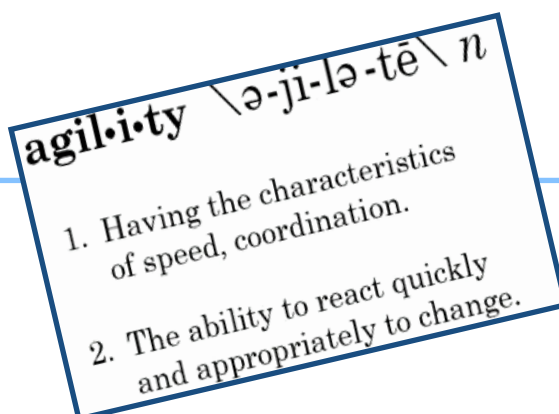 agil•i•ty \ə-ji-lə-tē\ n
1. Having the characteristics
of speed, coordination.
2. The ability to react quickly
and appropriately to change.